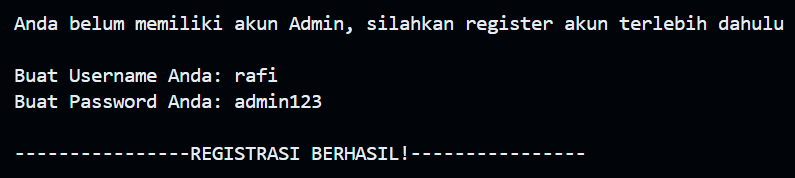 Anda belum memiliki akun Admin, silahkan register akun terlebih dahulu
Buat Username Anda: rafi
Buat Password Anda: admin123
----------------REGISTRASI BERHASIL!----------------